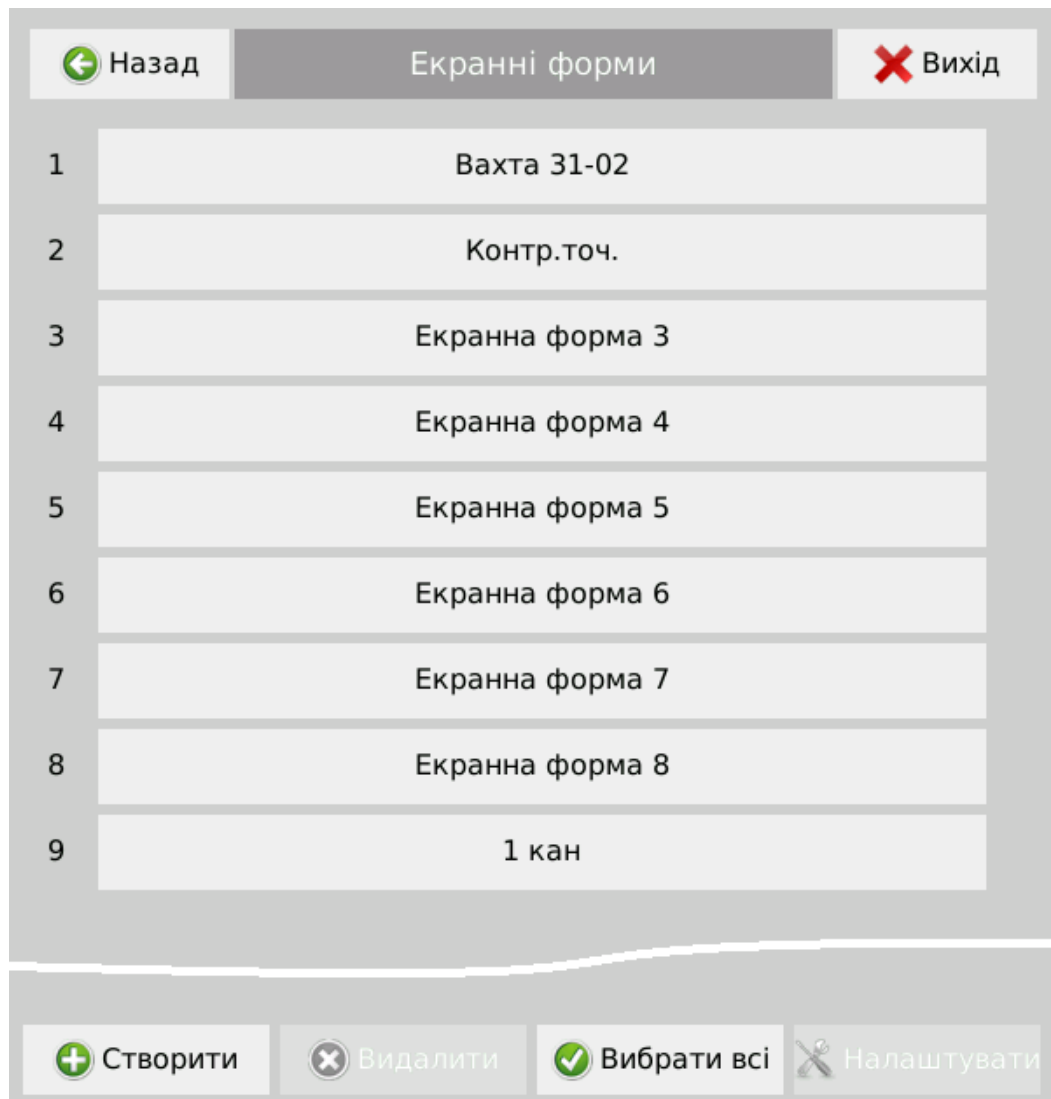 Назад Екранні форми Вихід
1 Вахта 31-02
2 Контр.точ.
3 Екранна форма 3
4 Екранна форма 4
5 Екранна форма 5
6 Екранна форма 6
7 Екранна форма 7
8 Екранна форма 8
9 1 кан
Створити Видалити Вибрати всі Налаштувати